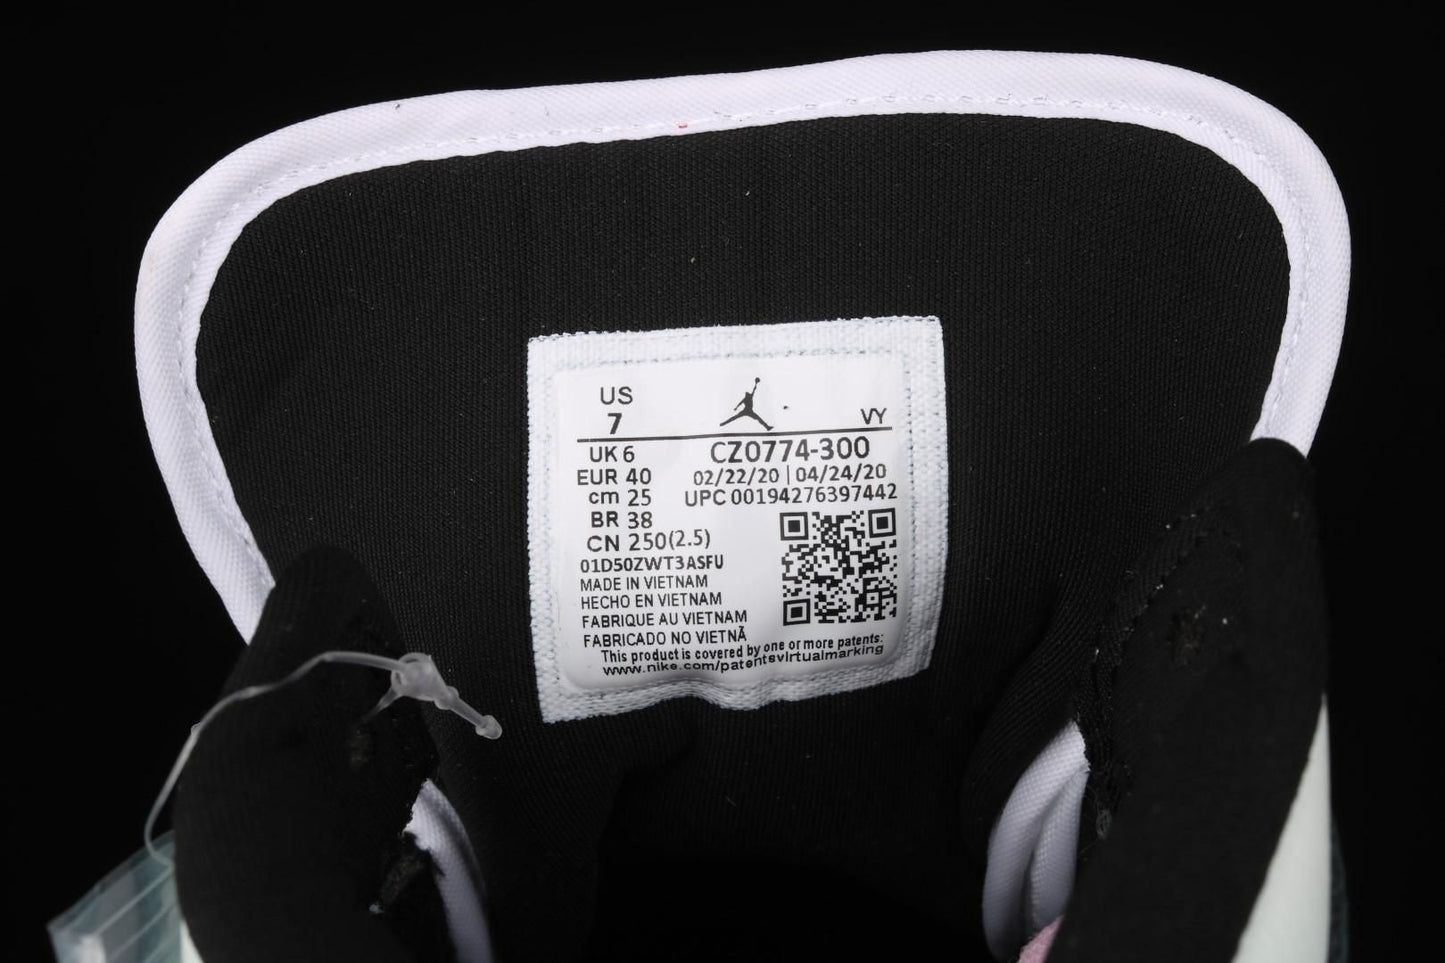 US
7
VY
UK 6
CZ0774-300
EUR 40
02/22/20 | 04/24/20
cm 25
UPC 00194276397442
BR 38
CN 250(2.5)
01D50ZWT3ASFU
MADE IN VIETNAM
HECHO EN VIETNAM
FABRIQUE AU VIETNAM
FABRICADO NO VIETNÃ
This product is covered by one or more patents:
www.nike.com/patentsvirtualmarking